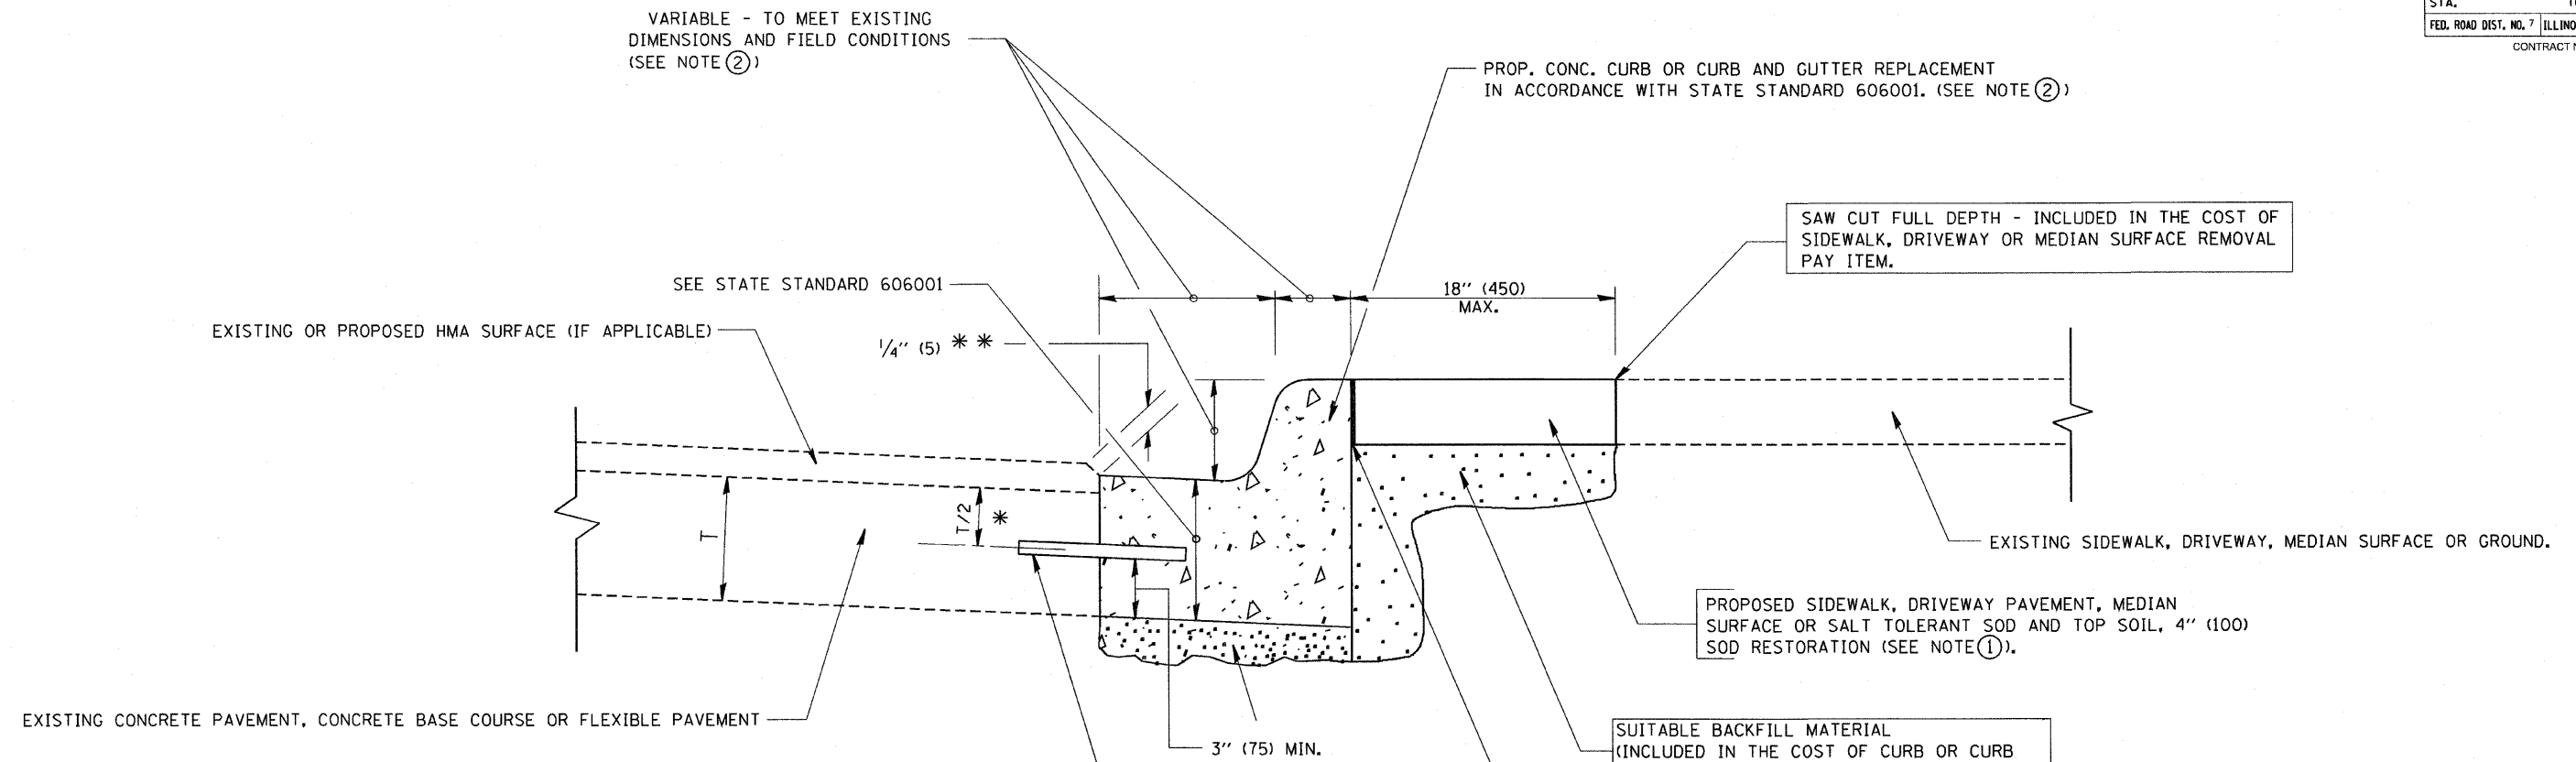 VARIABLE - TO MEET EXISTING
DIMENSIONS AND FIELD CONDITIONS
(SEE NOTE ②)
STA.
FED. ROAD DIST. NO. 7
CONTRACT
PROP. CONC. CURB OR CURB AND GUTTER REPLACEMENT
IN ACCORDANCE WITH STATE STANDARD 606001. (SEE NOTE ②)
SAW CUT FULL DEPTH - INCLUDED IN THE COST OF
SIDEWALK, DRIVEWAY OR MEDIAN SURFACE REMOVAL
PAY ITEM.
SEE STATE STANDARD 606001
18" (450)
MAX.
EXISTING OR PROPOSED HMA SURFACE (IF APPLICABLE)
1/4" (5) * *
T
T/2 *
EXISTING SIDEWALK, DRIVEWAY, MEDIAN SURFACE OR GROUND.
PROPOSED SIDEWALK, DRIVEWAY PAVEMENT, MEDIAN
SURFACE OR SALT TOLERANT SOD AND TOP SOIL, 4" (100)
SOD RESTORATION (SEE NOTE ①).
EXISTING CONCRETE PAVEMENT, CONCRETE BASE COURSE OR FLEXIBLE PAVEMENT
3" (75) MIN.
SUITABLE BACKFILL MATERIAL
(INCLUDED IN THE COST OF CURB OR CURB